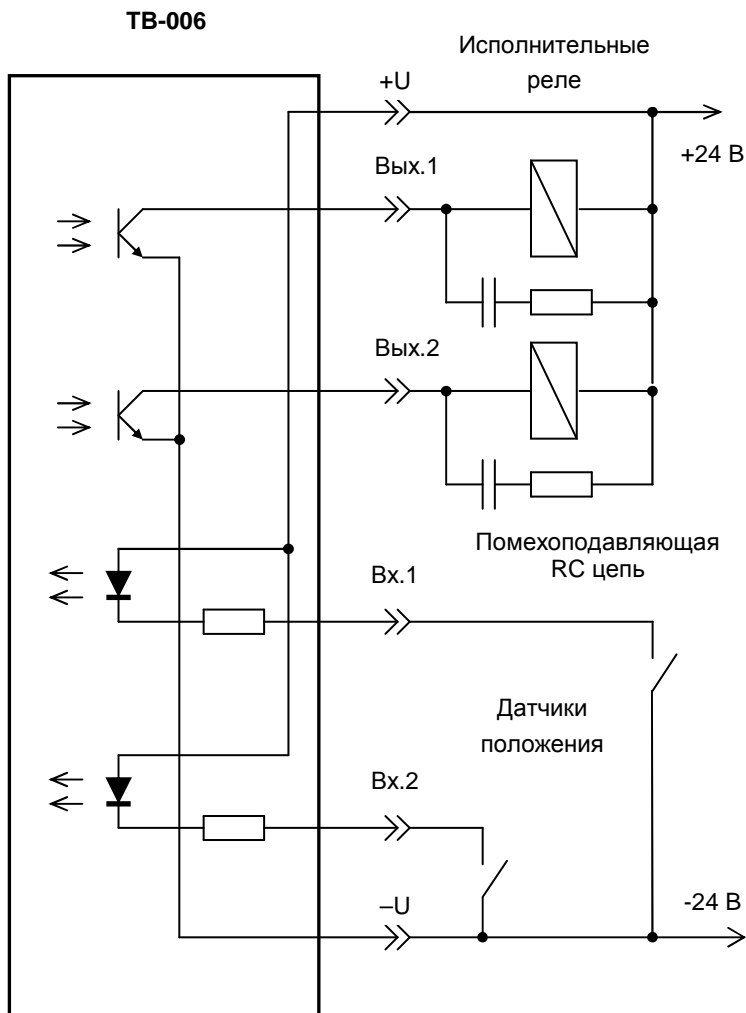 ТВ-006
Исполнительные
реле
+U
+24 В
Вых.1
Вых.2
Помехоподавляющая
RC цепь
Вх.1
Датчики
положения
Вх.2
–U
-24 В